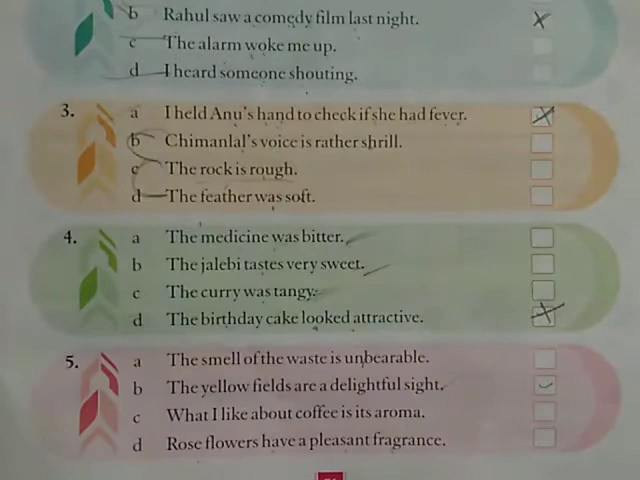 b Rahul saw a comedy film last night.
c The alarm woke me up.
d I heard someone shouting.
3. a I held Anu's hand to check if she had fever.
b Chimanlal's voice is rather shrill.
c The rock is rough.
d The feather was soft.
4. a The medicine was bitter.
b The jalebi tastes very sweet.
c The curry was tangy.
d The birthday cake looked attractive.
5. a The smell of the waste is unbearable.
b The yellow fields are a delightful sight.
c What I like about coffee is its aroma.
d Rose flowers have a pleasant fragrance.